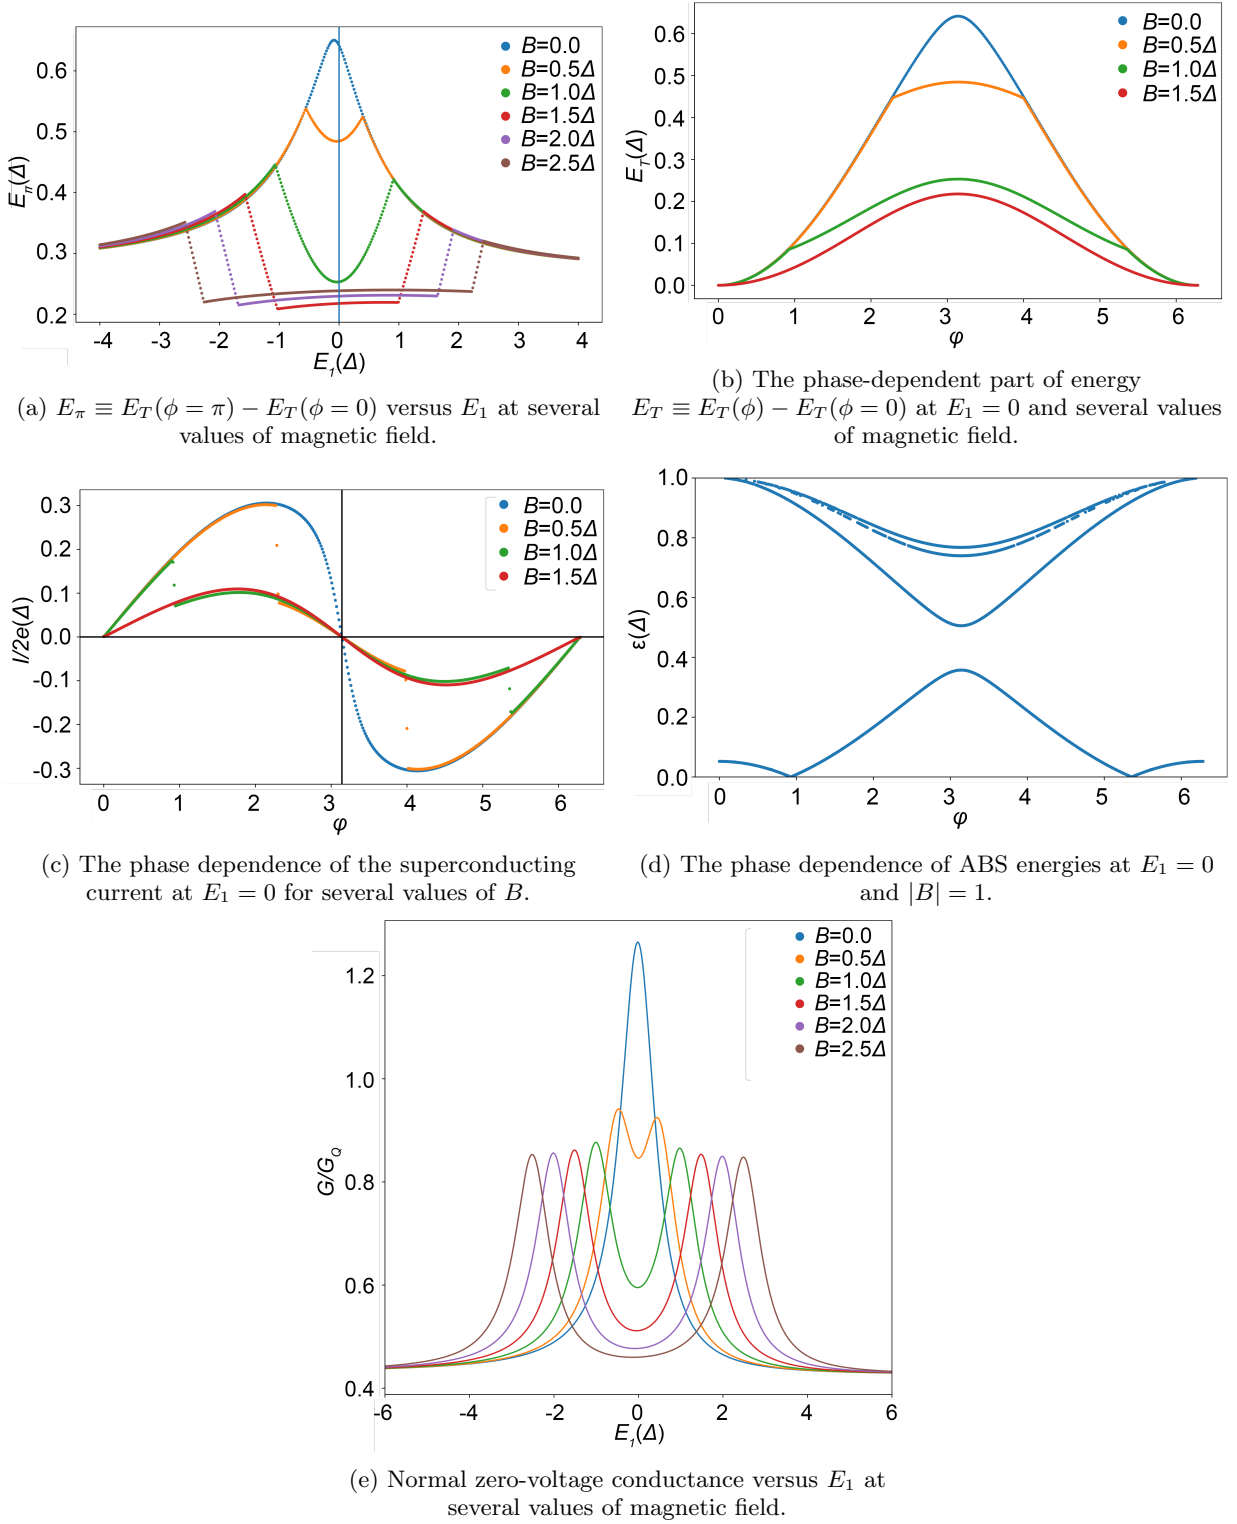 E_π(Δ)
0.6
0.5
0.4
0.3
0.2
B=0.0
B=0.5Δ
B=1.0Δ
B=1.5Δ
B=2.0Δ
B=2.5Δ
-4 -3 -2 -1 0 1 2 3 4
E_1(Δ)
(a) E_π ≡ E_T(ϕ = π) − E_T(ϕ = 0) versus E_1 at several
values of magnetic field.
E_T(Δ)
0.6
0.5
0.4
0.3
0.2
0.1
0.0
B=0.0
B=0.5Δ
B=1.0Δ
B=1.5Δ
0 1 2 3 4 5 6
φ
(b) The phase-dependent part of energy
E_T ≡ E_T(ϕ) − E_T(ϕ = 0) at E_1 = 0 and several values
of magnetic field.
I/2e(Δ)
0.3
0.2
0.1
0.0
-0.1
-0.2
-0.3
B=0.0
B=0.5Δ
B=1.0Δ
B=1.5Δ
0 1 2 3 4 5 6
φ
(c) The phase dependence of the superconducting
current at E_1 = 0 for several values of B.
ε(Δ)
1.0
0.8
0.6
0.4
0.2
0.0
0 1 2 3 4 5 6
φ
(d) The phase dependence of ABS energies at E_1 = 0
and |B| = 1.
G/G_Q
1.2
1.0
0.8
0.6
0.4
B=0.0
B=0.5Δ
B=1.0Δ
B=1.5Δ
B=2.0Δ
B=2.5Δ
-6 -4 -2 0 2 4 6
E_1(Δ)
(e) Normal zero-voltage conductance versus E_1 at
several values of magnetic field.